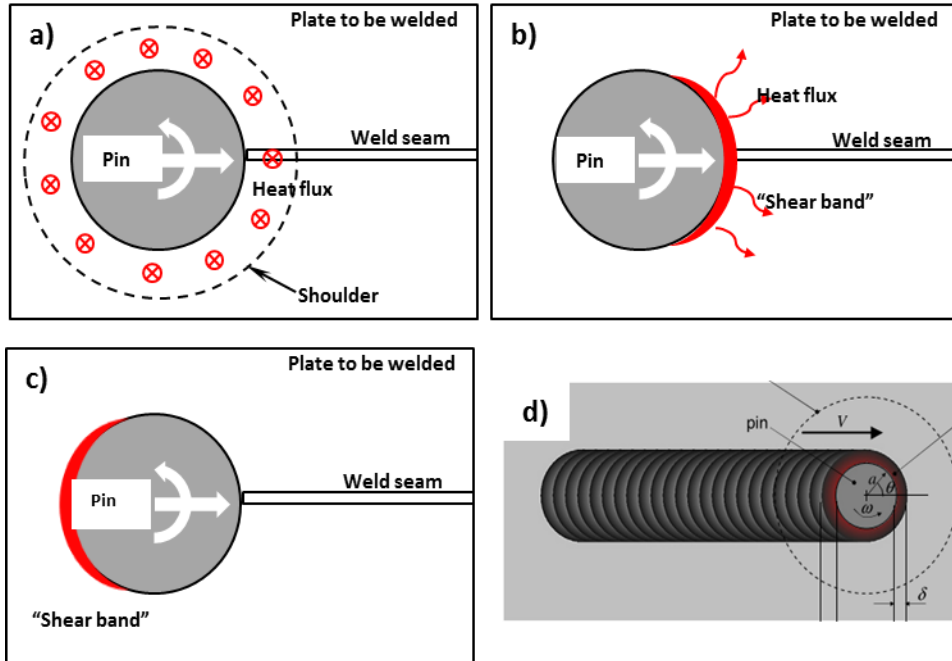 a)
Plate to be welded
Pin
Weld seam
Heat flux
Shoulder
b)
Plate to be welded
Heat flux
Pin
Weld seam
“Shear band”
c)
Plate to be welded
Pin
Weld seam
“Shear band”
d)
pin
V
a
θ
ω
δ